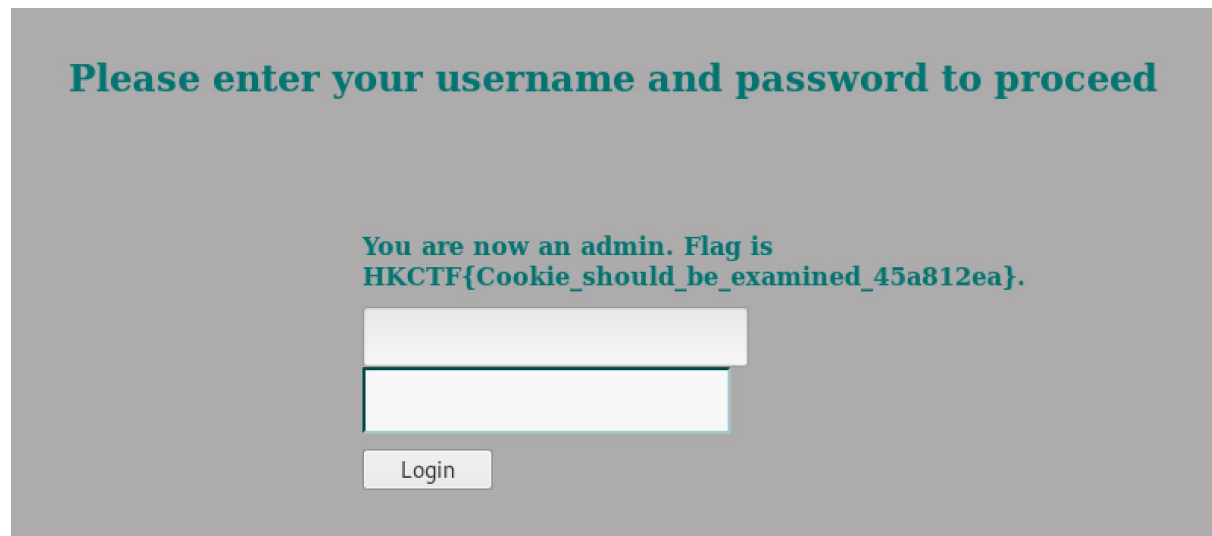 Please enter your username and password to proceed
You are now an admin. Flag is
HKCTF{Cookie_should_be_examined_45a812ea}.
Login